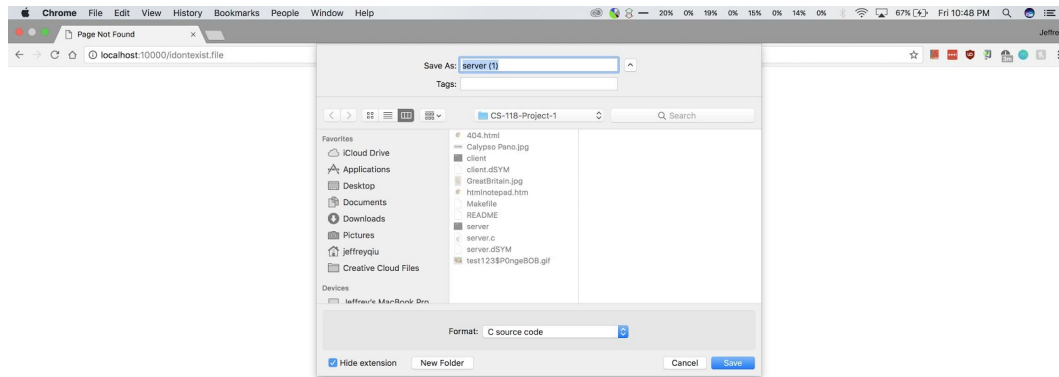 Chrome File Edit View History Bookmarks People Window Help 20% 0% 19% 0% 15% 0% 14% 0% 67% Fri 10:48 PM
Page Not Found × Jeffre
localhost:10000/idontexist.file
Save As: server (1)
Tags:
CS-118-Project-1 Search
Favorites
iCloud Drive
Applications
Desktop
Documents
Downloads
Pictures
jeffreyqiu
Creative Cloud Files
Devices
Jeffrey's MacBook Pro
404.html
Calypso Pano.jpg
client
client.dSYM
GreatBritain.jpg
htmlnotepad.htm
Makefile
README
server
server.c
server.dSYM
test123$P0ngeBOB.gif
Format: C source code
Hide extension New Folder Cancel Save